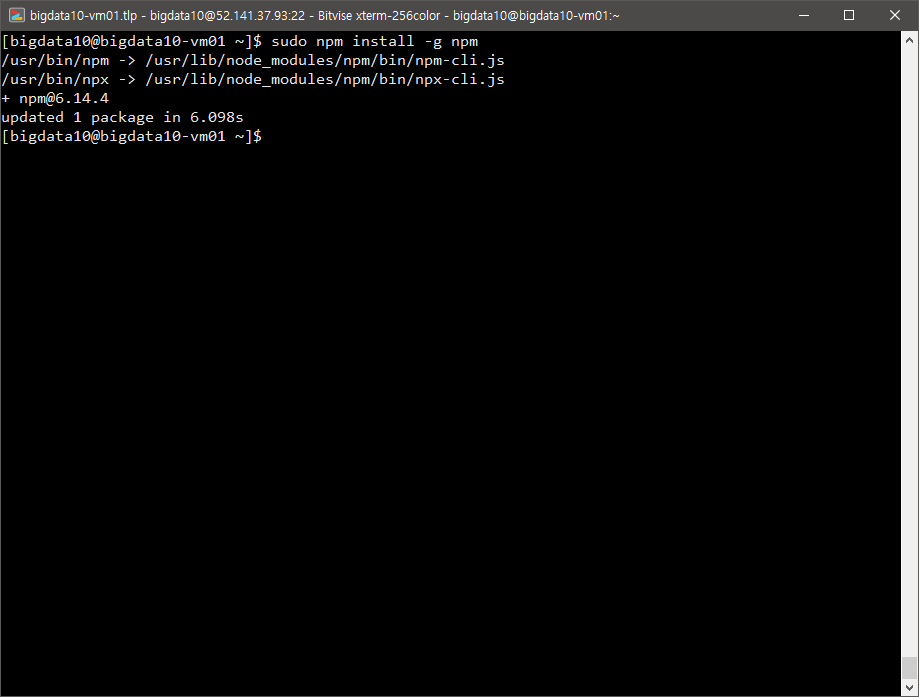 bigdata10-vm01.tlp - bigdata10@52.141.37.93:22 - Bitvise xterm-256color - bigdata10@bigdata10-vm01:~
[bigdata10@bigdata10-vm01 ~]$ sudo npm install -g npm
/usr/bin/npm -> /usr/lib/node_modules/npm/bin/npm-cli.js
/usr/bin/npx -> /usr/lib/node_modules/npm/bin/npx-cli.js
+ npm@6.14.4
updated 1 package in 6.098s
[bigdata10@bigdata10-vm01 ~]$